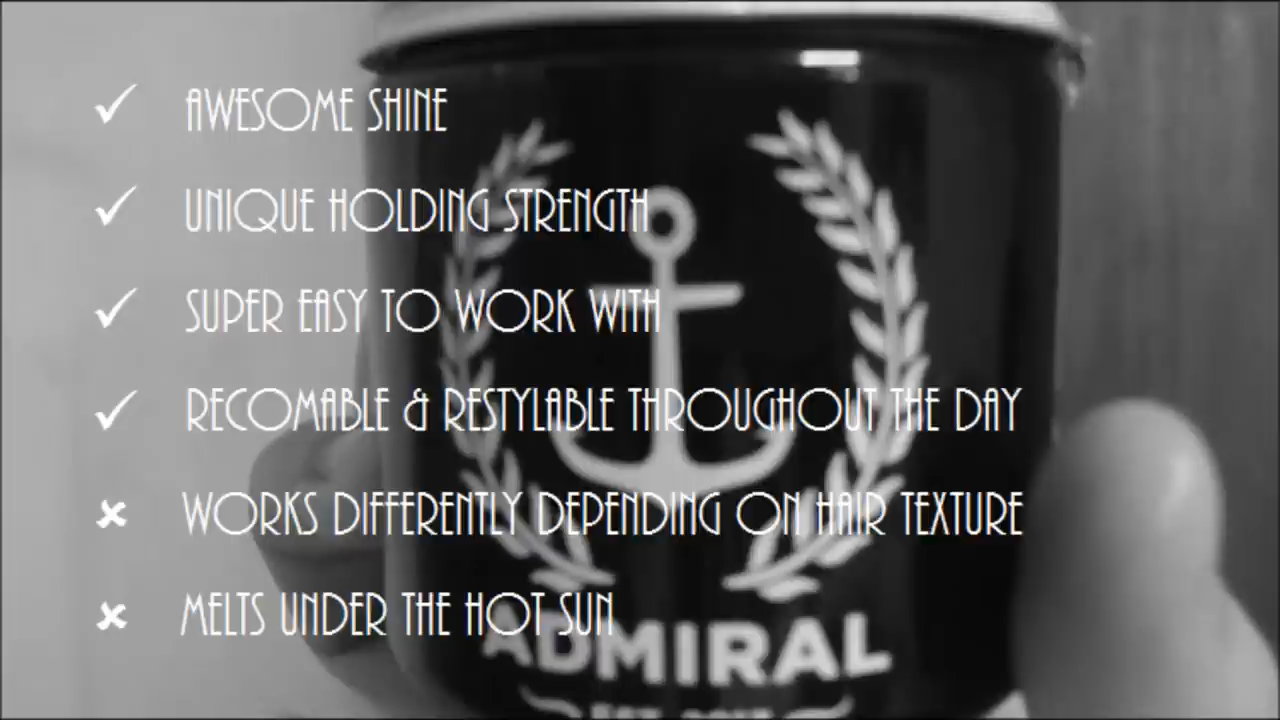 AWESOME SHINE
UNIQUE HOLDING STRENGTH
SUPER EASY TO WORK WITH
RECOMABLE & RESTYLABLE THROUGHOUT THE DAY
WORKS DIFFERENTLY DEPENDING ON HAIR TEXTURE
MELTS UNDER THE HOT SUN
ADMIRAL